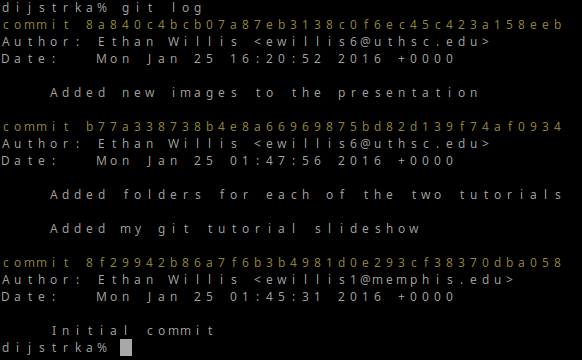 dijstrka% git log
commit 8a840c4bcb07a87eb3138c0f6ec45c423a158eeb
Author: Ethan Willis <ewillis6@uthsc.edu>
Date:   Mon Jan 25 16:20:52 2016 +0000
Added new images to the presentation
commit b77a338738b4e8a66969875bd82d139f74af0934
Author: Ethan Willis <ewillis6@uthsc.edu>
Date:   Mon Jan 25 01:47:56 2016 +0000
Added folders for each of the two tutorials
Added my git tutorial slideshow
commit 8f29942b86a7f6b3b4981d0e293cf38370dba058
Author: Ethan Willis <ewillis1@memphis.edu>
Date:   Mon Jan 25 01:45:31 2016 +0000
Initial commit
dijstrka%